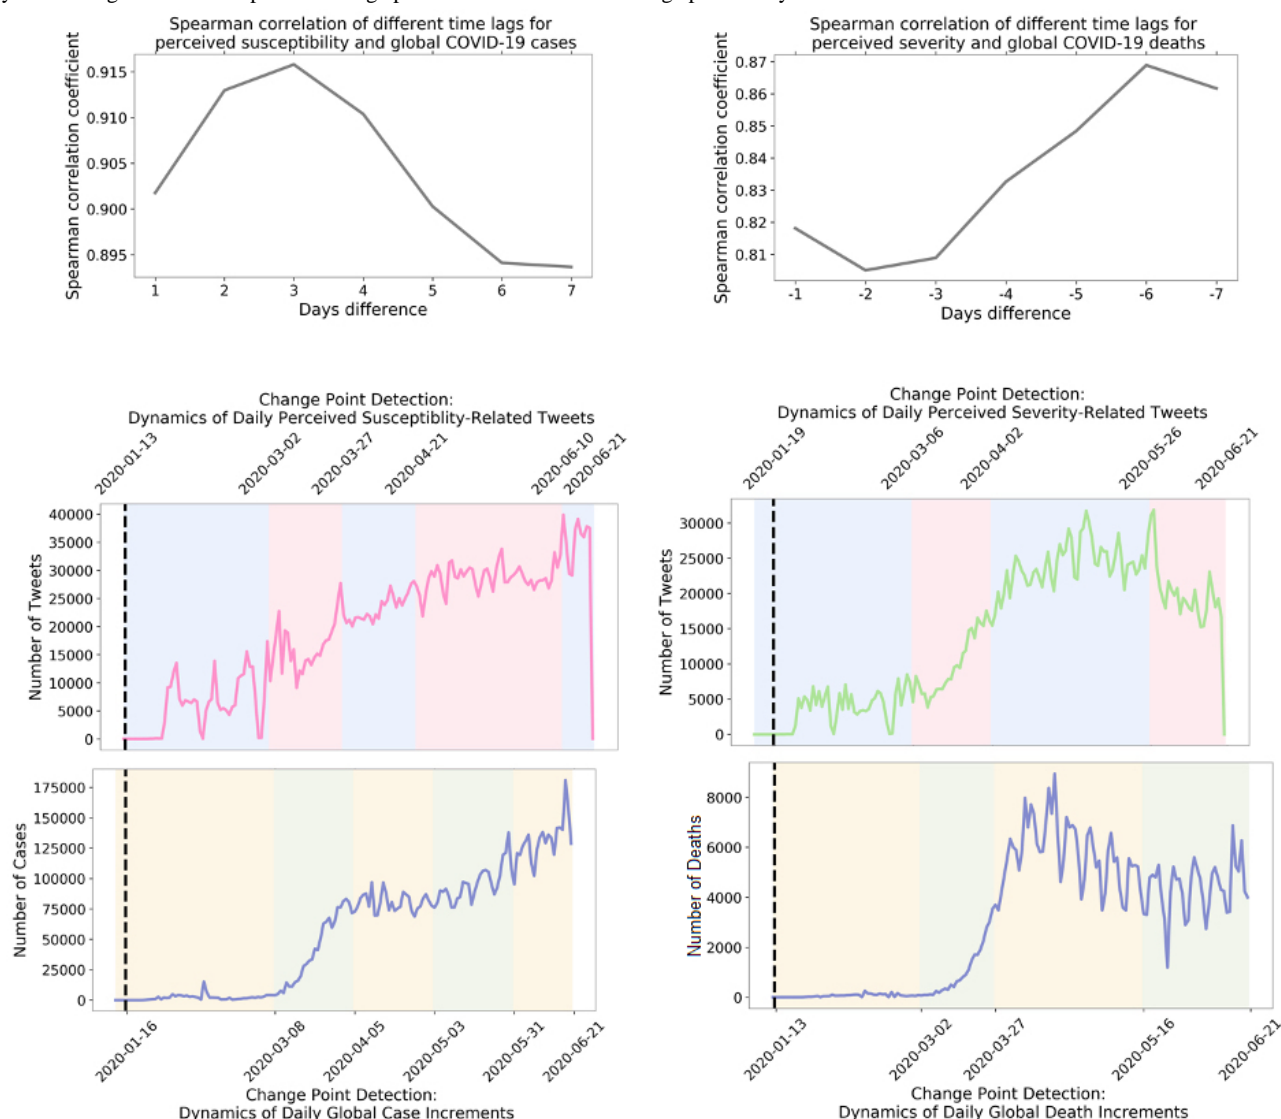 Spearman correlation of different time lags for
perceived susceptibility and global COVID-19 cases
Spearman correlation coefficient
0.915
0.910
0.905
0.900
0.895
1 2 3 4 5 6 7
Days difference
Spearman correlation of different time lags for
perceived severity and global COVID-19 deaths
Spearman correlation coefficient
0.87
0.86
0.85
0.84
0.83
0.82
0.81
-1 -2 -3 -4 -5 -6 -7
Days difference
Change Point Detection:
Dynamics of Daily Perceived Susceptiblity-Related Tweets
2020-01-13 2020-03-02 2020-03-27 2020-04-21 2020-06-10 2020-06-21
Number of Tweets
40000
35000
30000
25000
20000
15000
10000
5000
0
Change Point Detection:
Dynamics of Daily Perceived Severity-Related Tweets
2020-01-19 2020-03-06 2020-04-02 2020-05-26 2020-06-21
Number of Tweets
30000
25000
20000
15000
10000
5000
0
Number of Cases
175000
150000
125000
100000
75000
50000
25000
0
2020-01-16 2020-03-08 2020-04-05 2020-05-03 2020-05-31 2020-06-21
Change Point Detection:
Dynamics of Daily Global Case Increments
Number of Deaths
8000
6000
4000
2000
0
2020-01-13 2020-03-02 2020-03-27 2020-05-16 2020-06-21
Change Point Detection:
Dynamics of Daily Global Death Increments